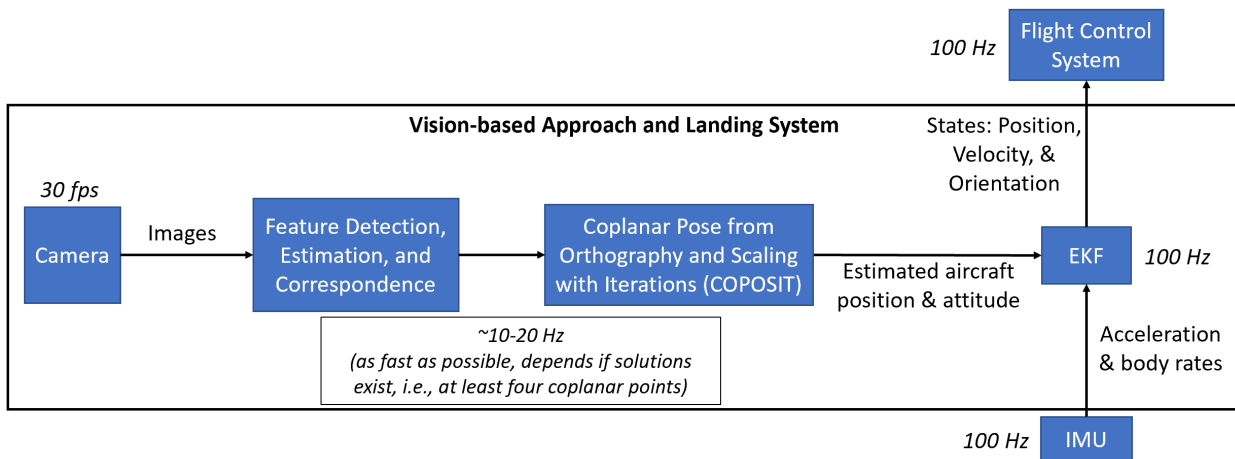 Flight Control
System
100 Hz
Vision-based Approach and Landing System
States: Position,
Velocity, &
Orientation
30 fps
Camera
Images
Feature Detection,
Estimation, and
Correspondence
Coplanar Pose from
Orthography and Scaling
with Iterations (COPOSIT)
Estimated aircraft
position & attitude
EKF
100 Hz
~10-20 Hz
(as fast as possible, depends if solutions
exist, i.e., at least four coplanar points)
Acceleration
& body rates
100 Hz
IMU